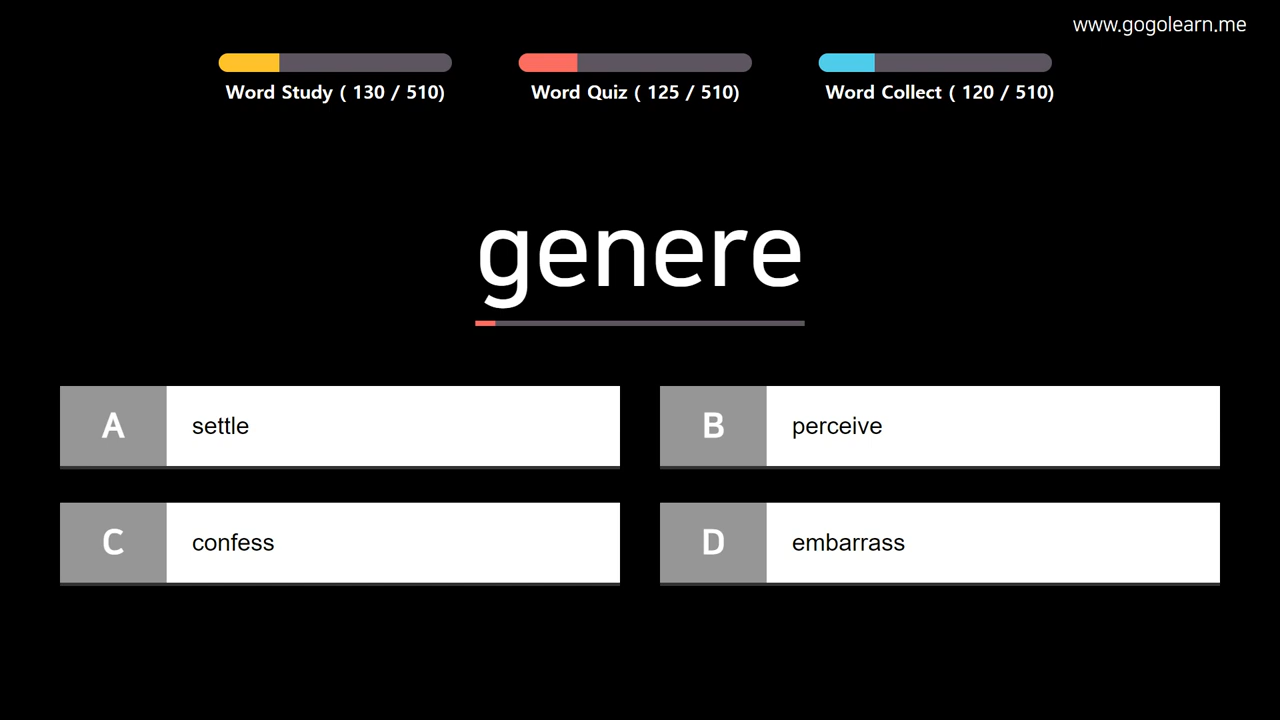 www.gogolearn.me
Word Study ( 130 / 510)
Word Quiz ( 125 / 510)
Word Collect ( 120 / 510)
genere
A settle
B perceive
C confess
D embarrass